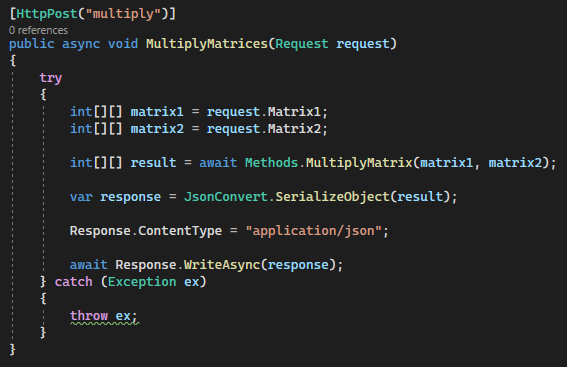 [HttpPost("multiply")]
0 references
public async void MultiplyMatrices(Request request)
{
try
{
int[][] matrix1 = request.Matrix1;
int[][] matrix2 = request.Matrix2;
int[][] result = await Methods.MultiplyMatrix(matrix1, matrix2);
var response = JsonConvert.SerializeObject(result);
Response.ContentType = "application/json";
await Response.WriteAsync(response);
} catch (Exception ex)
{
throw ex;
}
}